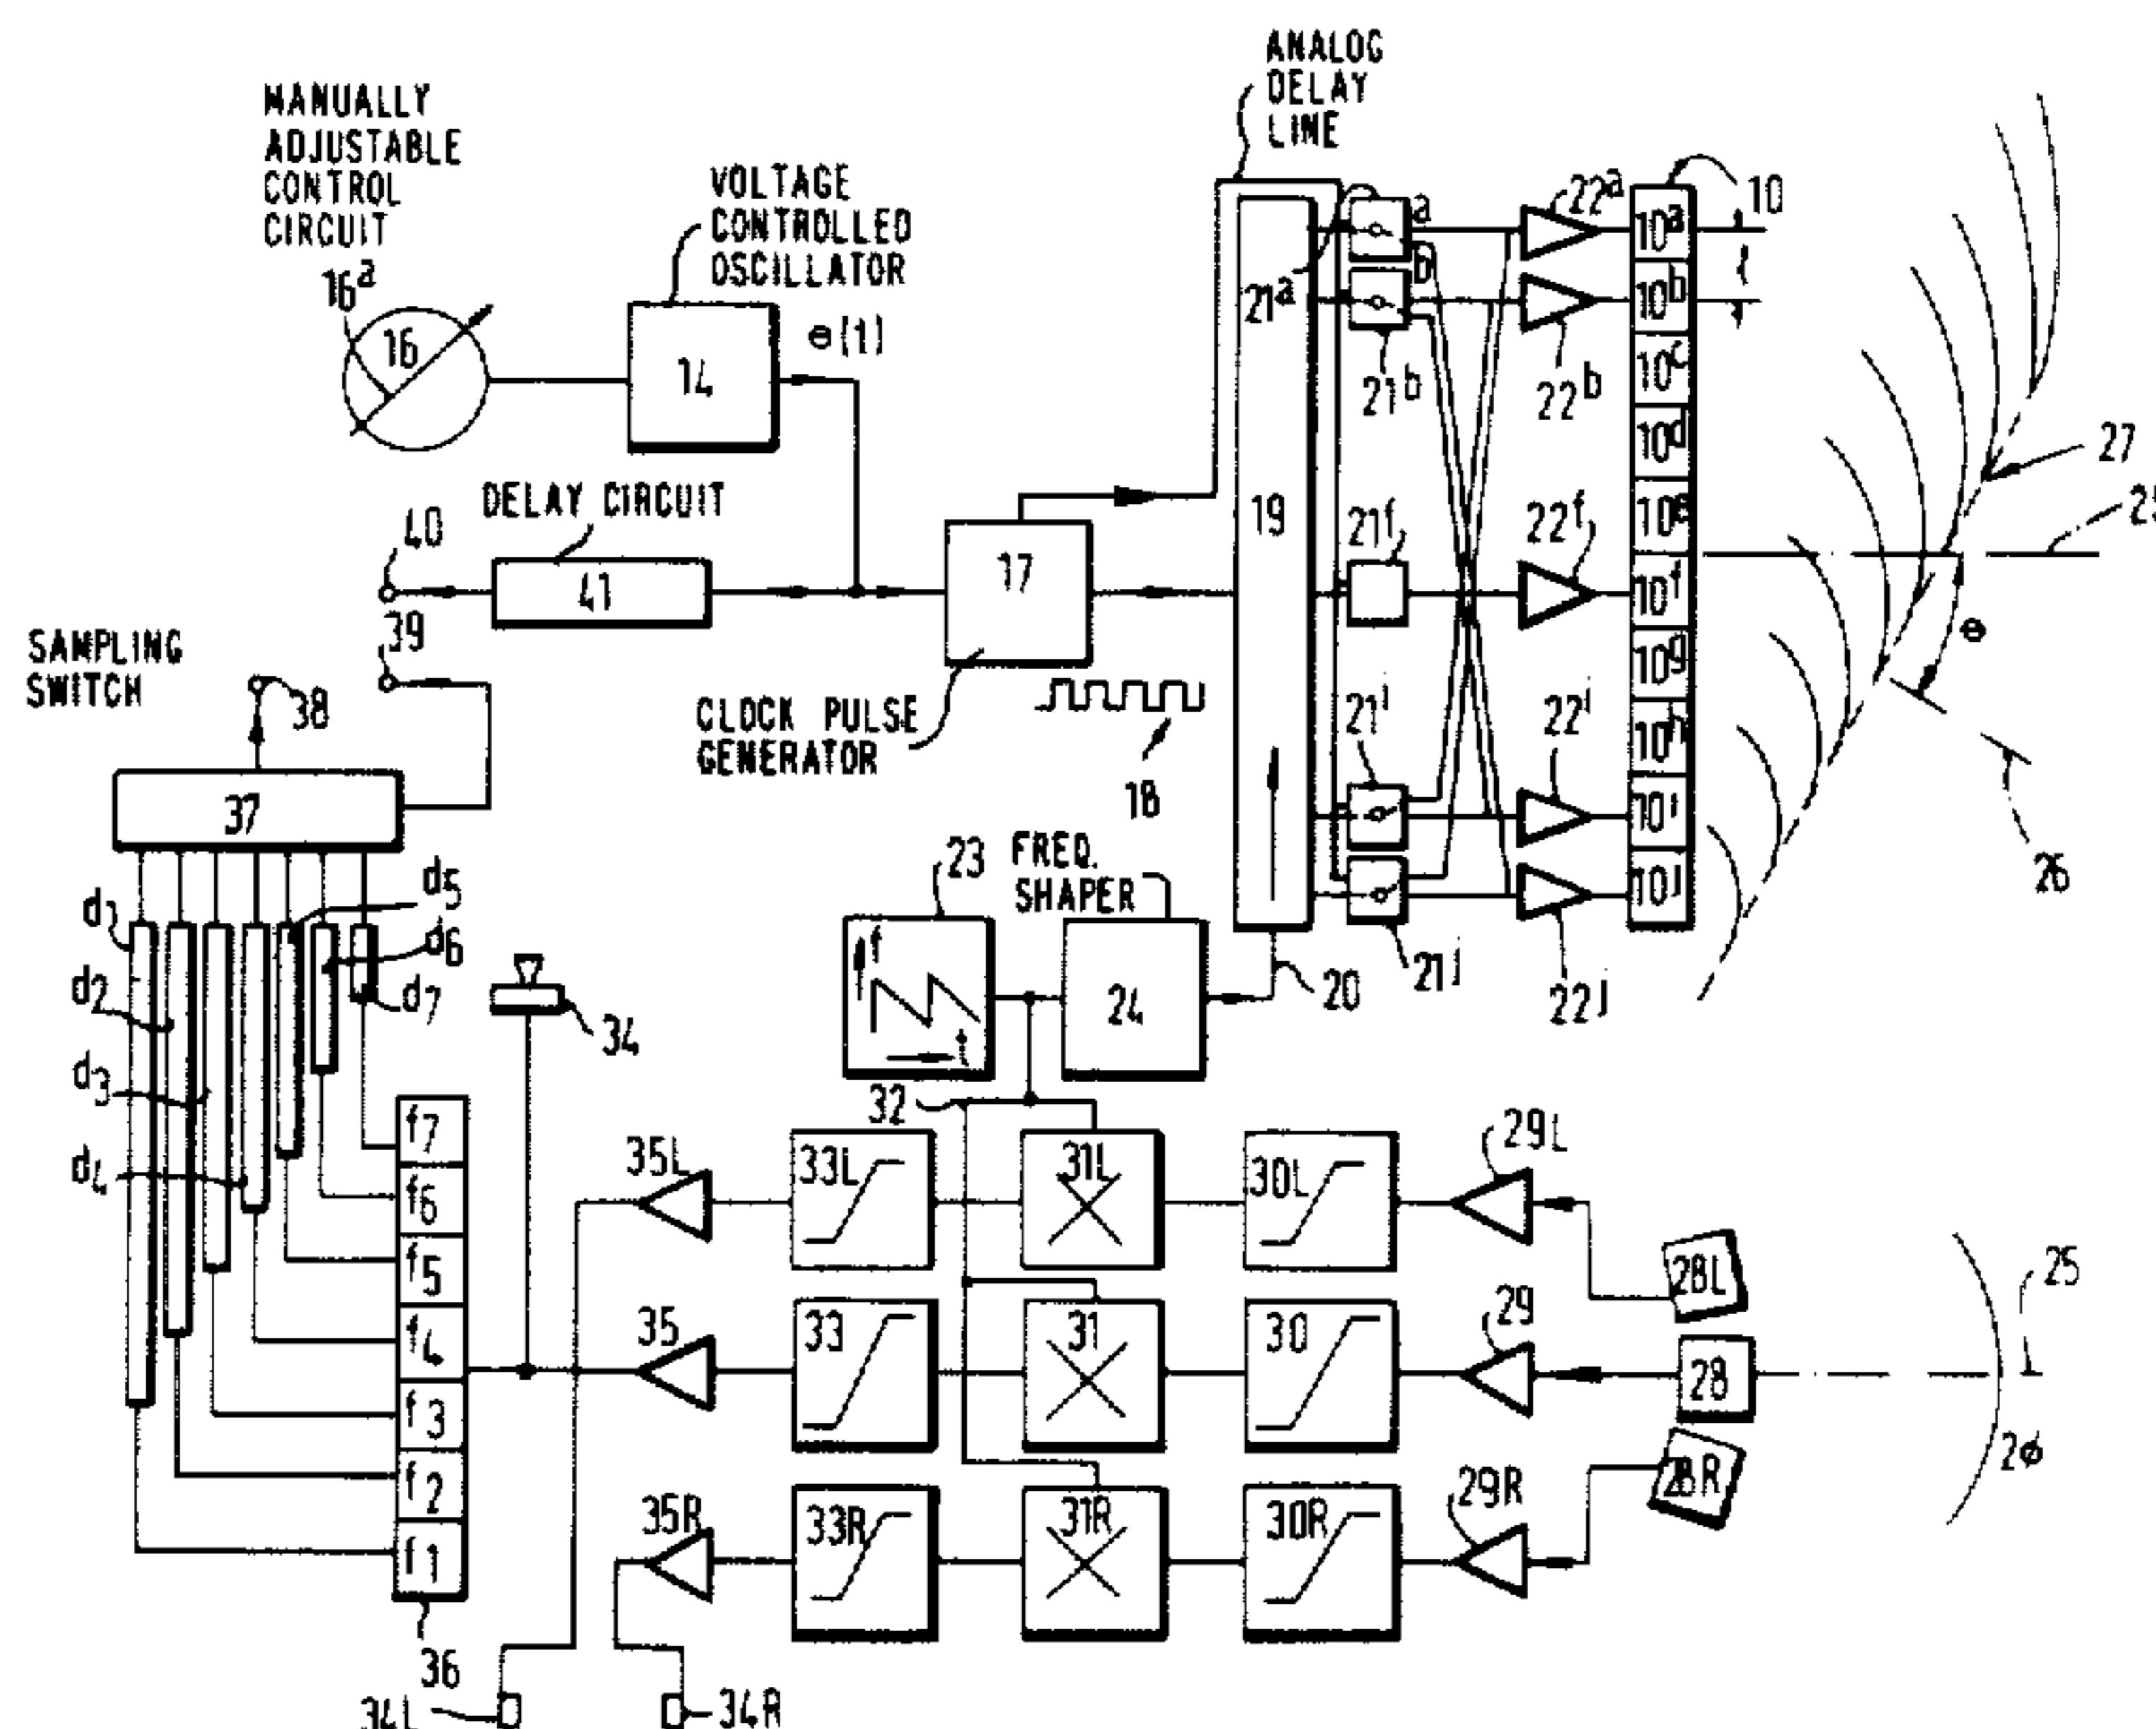 ANALOG
DELAY
LINE
MANUALLY
ADJUSTABLE
CONTROL
CIRCUIT
16a
16
VOLTAGE
CONTROLLED
OSCILLATOR
14
θ(1)
DELAY CIRCUIT
40
41
39
SAMPLING
SWITCH
38
37
17
CLOCK PULSE
GENERATOR
18
19
20
21a
a
b
21b
21f
21i
21j
22a
22b
22f
22i
22j
10
10a
10b
10c
10d
10e
10f
10g
10h
10i
10j
27
θ
26
23
f
t
FREQ.
SHAPER
24
d1
d2
d3
d4
d5
d6
d7
34
32
f7
f6
f5
f4
f3
f2
f1
36
35L
33L
31L
30L
29L
28L
35
33
31
30
29
28
25
2φ
35R
33R
31R
30R
29R
28R
34L
34R